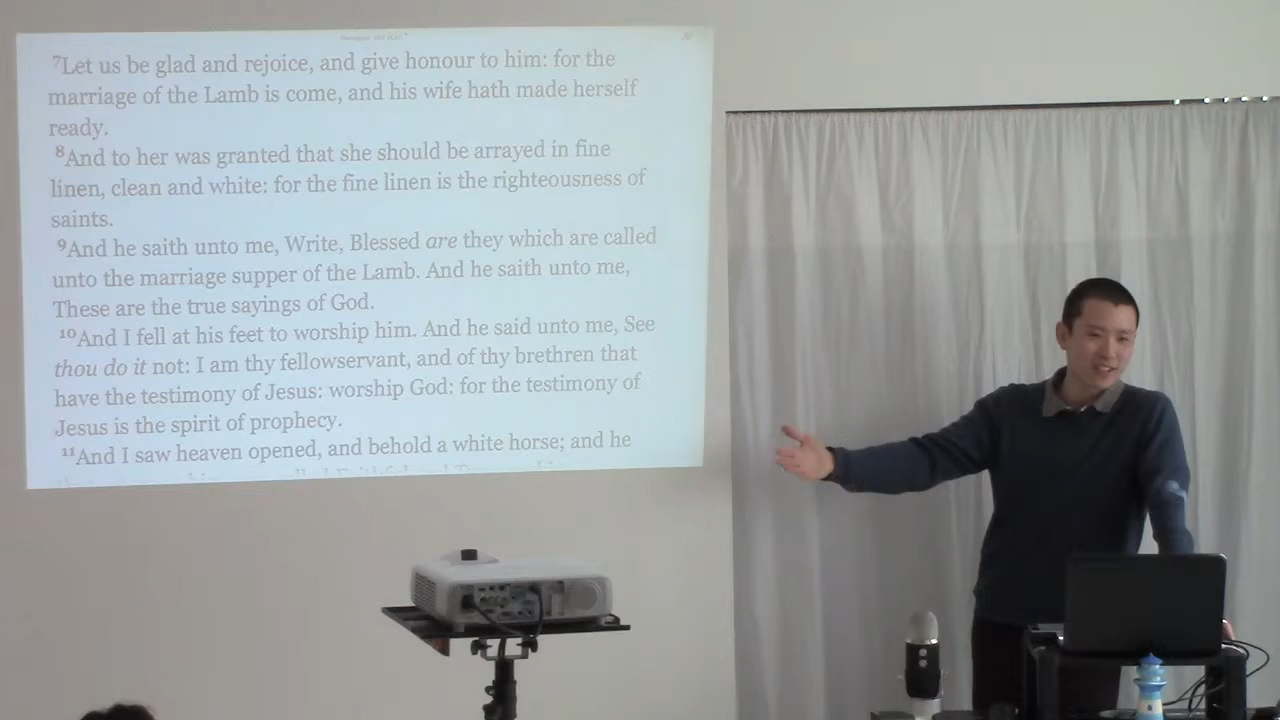 ⁷Let us be glad and rejoice, and give honour to him: for the
marriage of the Lamb is come, and his wife hath made herself
ready.
⁸And to her was granted that she should be arrayed in fine
linen, clean and white: for the fine linen is the righteousness of
saints.
⁹And he saith unto me, Write, Blessed are they which are called
unto the marriage supper of the Lamb. And he saith unto me,
These are the true sayings of God.
¹⁰And I fell at his feet to worship him. And he said unto me, See
thou do it not: I am thy fellowservant, and of thy brethren that
have the testimony of Jesus: worship God: for the testimony of
Jesus is the spirit of prophecy.
¹¹And I saw heaven opened, and behold a white horse; and he